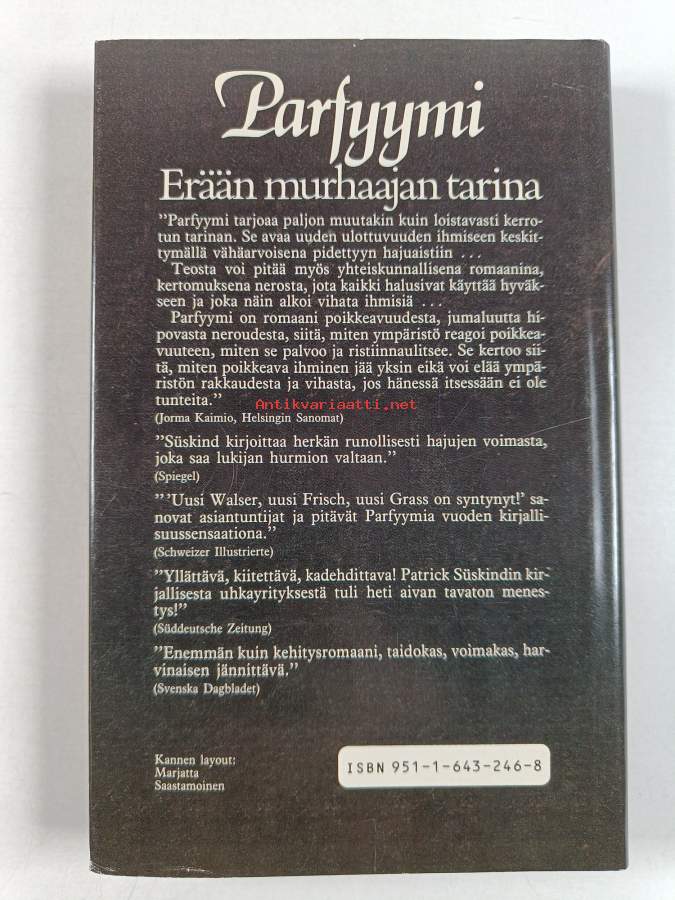 Parfyymi
Erään murhaajan tarina
”Parfyymi tarjoaa paljon muutakin kuin loistavasti kerro-
tun tarinan. Se avaa uuden ulottuvuuden ihmiseen keskit-
tymällä vähäarvoisena pidettyyn hajuaistiin . . .
Teosta voi pitää myös yhteiskunnallisena romaanina,
kertomuksena nerosta, jota kaikki halusivat käyttää hyväk-
seen ja joka näin alkoi vihata ihmisiä . . .
Parfyymi on romaani poikkeavuudesta, jumaluutta hi-
povasta neroudesta, siitä, miten ympäristö reagoi poikkea-
vuuteen, miten se palvoo ja ristiinnaulitsee. Se kertoo sii-
tä, miten poikkeava ihminen jää yksin eikä voi elää ympä-
ristön rakkaudesta ja vihasta, jos hänessä itsessään ei ole
tunteita.”
Antikvariaatti.net
(Jorma Kaimio, Helsingin Sanomat)
”Süskind kirjoittaa herkän runollisesti hajujen voimasta,
joka saa lukijan hurmion valtaan.”
(Spiegel)
”’Uusi Walser, uusi Frisch, uusi Grass on syntynyt!’ sa-
novat asiantuntijat ja pitävät Parfyymia vuoden kirjalli-
suussensaationa.”
(Schweizer Illustrierte)
”Yllättävä, kiitettävä, kadehdittava! Patrick Süskindin kir-
jallisesta uhkayrityksestä tuli heti aivan tavaton menes-
tys!”
(Süddeutsche Zeitung)
”Enemmän kuin kehitysromaani, taidokas, voimakas, har-
vinaisen jännittävä.”
(Svenska Dagbladet)
Kannen layout:
Marjatta
Saastamoinen
ISBN 951-1-643-246-8